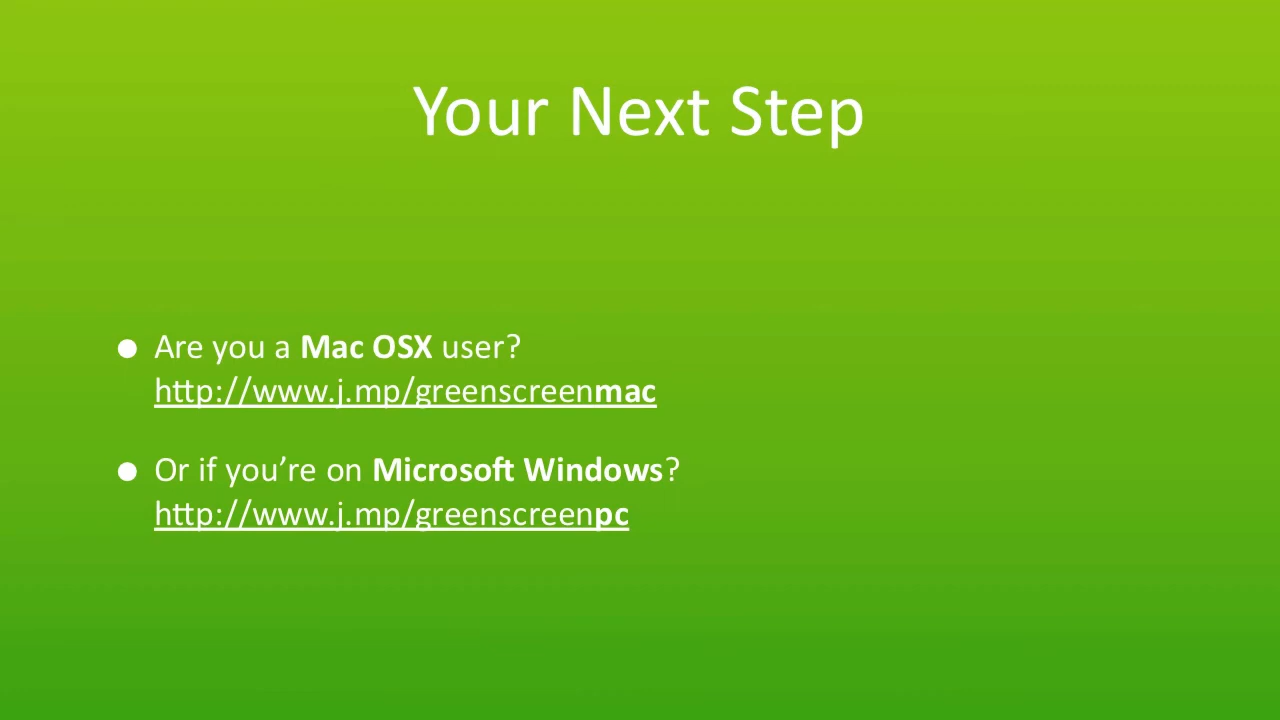 Your Next Step
• Are you a Mac OSX user?
http://www.j.mp/greenscreenmac
• Or if you’re on Microsoft Windows?
http://www.j.mp/greenscreenpc